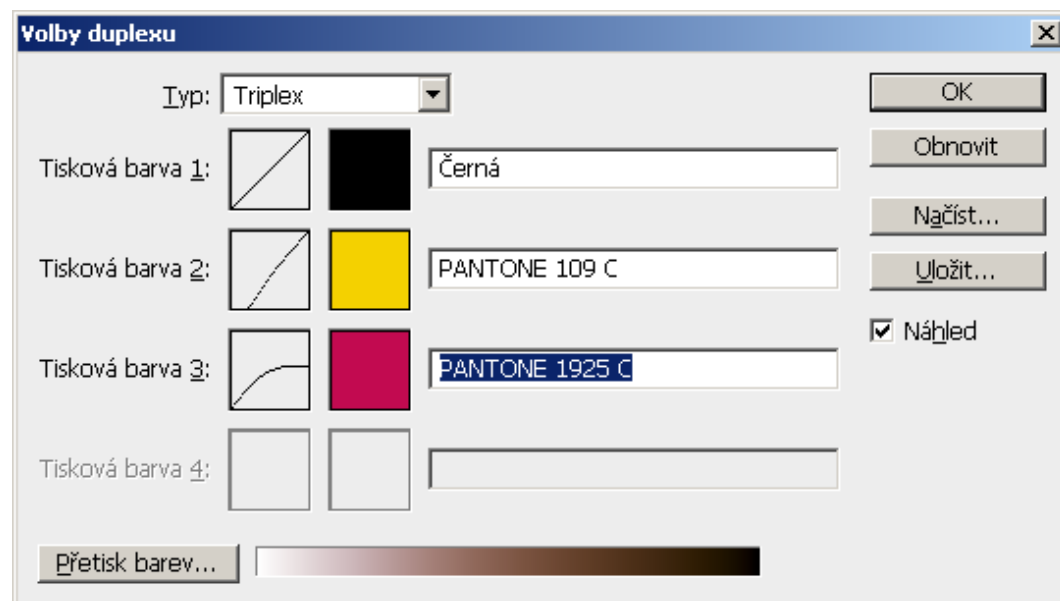 Volby duplexu
Typ: Triplex
OK
Obnovit
Tisková barva 1: Černá
Načíst...
Tisková barva 2: PANTONE 109 C
Uložit...
Náhled
Tisková barva 3: PANTONE 1925 C
Tisková barva 4:
Přetisk barev...